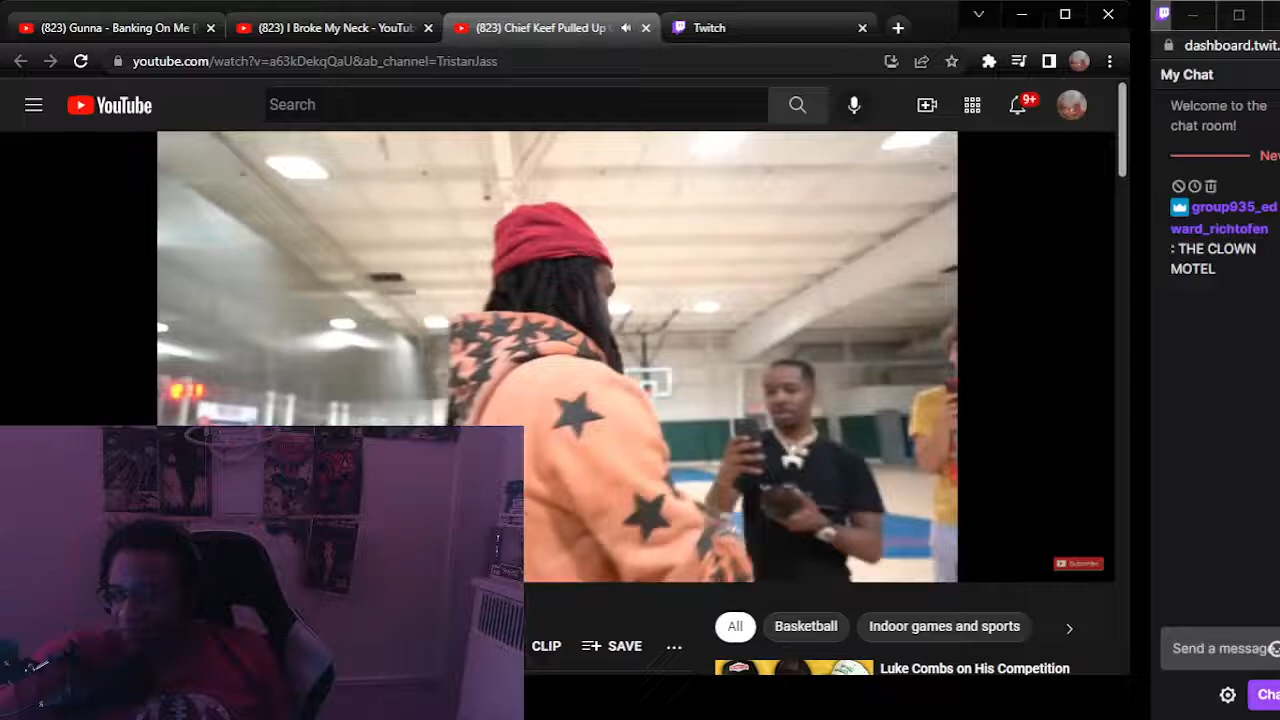 (823) Gunna - Banking On Me [
(823) I Broke My Neck - YouTub
(823) Chief Keef Pulled Up
Twitch
youtube.com/watch?v=a63kDekqQaU&ab_channel=TristanJass
dashboard.twit
YouTube
Search
9+
My Chat
Welcome to the
chat room!
Ne
group935_ed
ward_richtofen
: THE CLOWN
MOTEL
Subscribe
CLIP
SAVE
...
All
Basketball
Indoor games and sports
Luke Combs on His Competition
Send a message
Cha